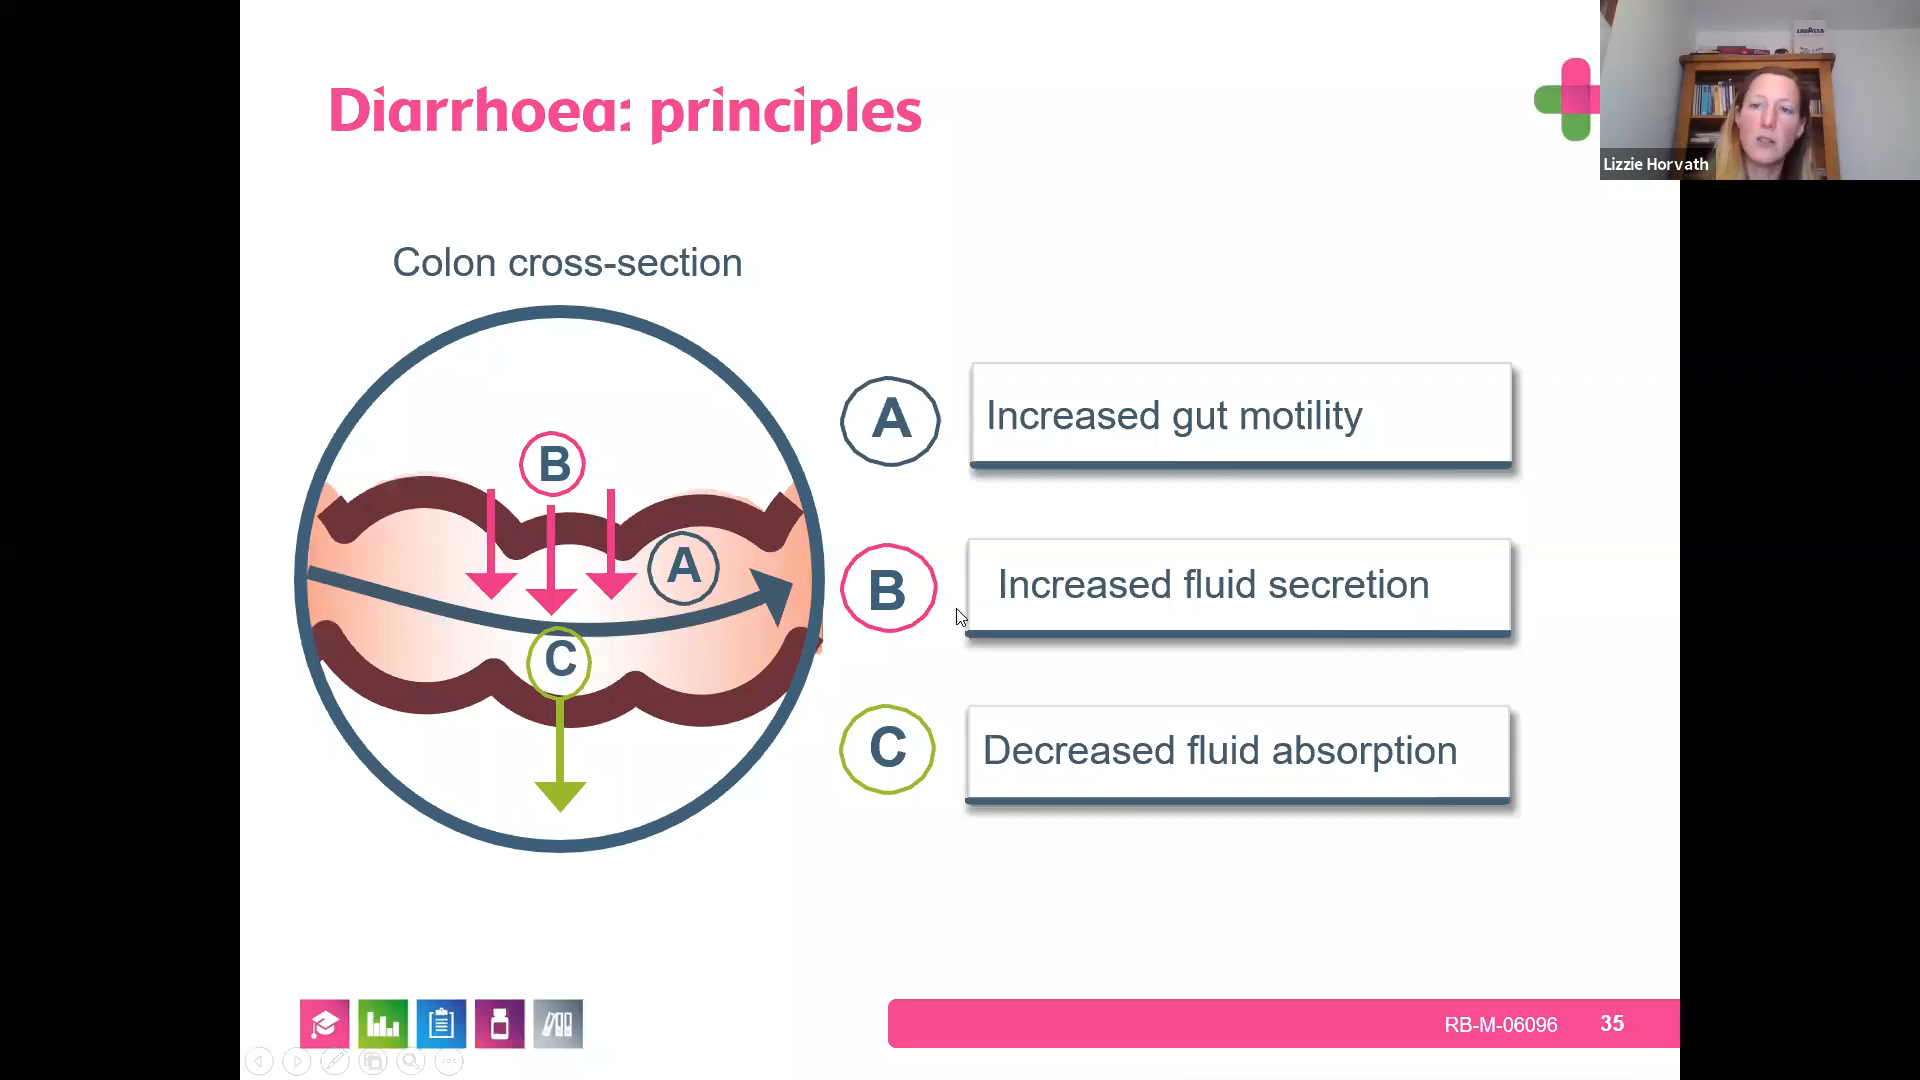 Diarrhoea: principles
LAVAZZA
Lizzie Horvath
Colon cross-section
B
A
C
A
Increased gut motility
B
Increased fluid secretion
C
Decreased fluid absorption
RB-M-06096 35